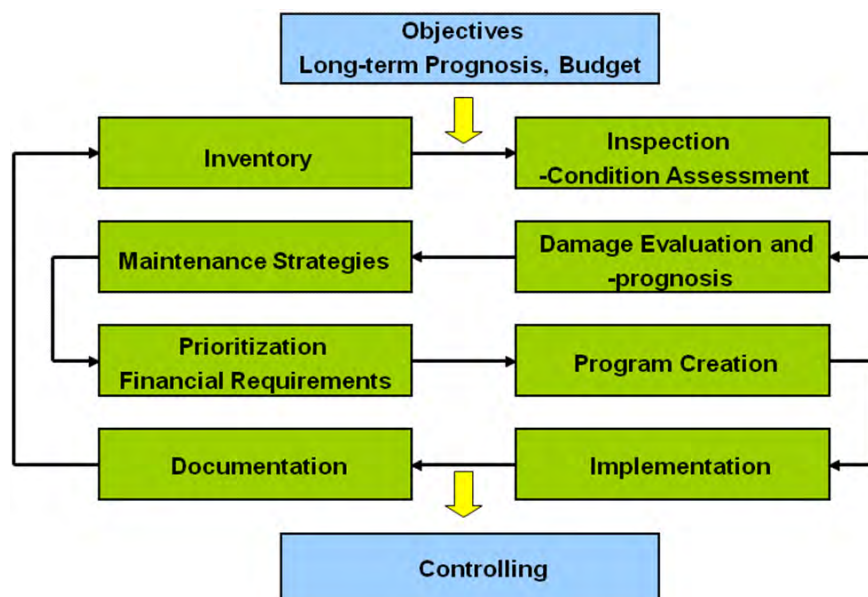 Objectives
Long-term Prognosis, Budget
Inventory
Inspection
-Condition Assessment
Maintenance Strategies
Damage Evaluation and
-prognosis
Prioritization
Financial Requirements
Program Creation
Documentation
Implementation
Controlling